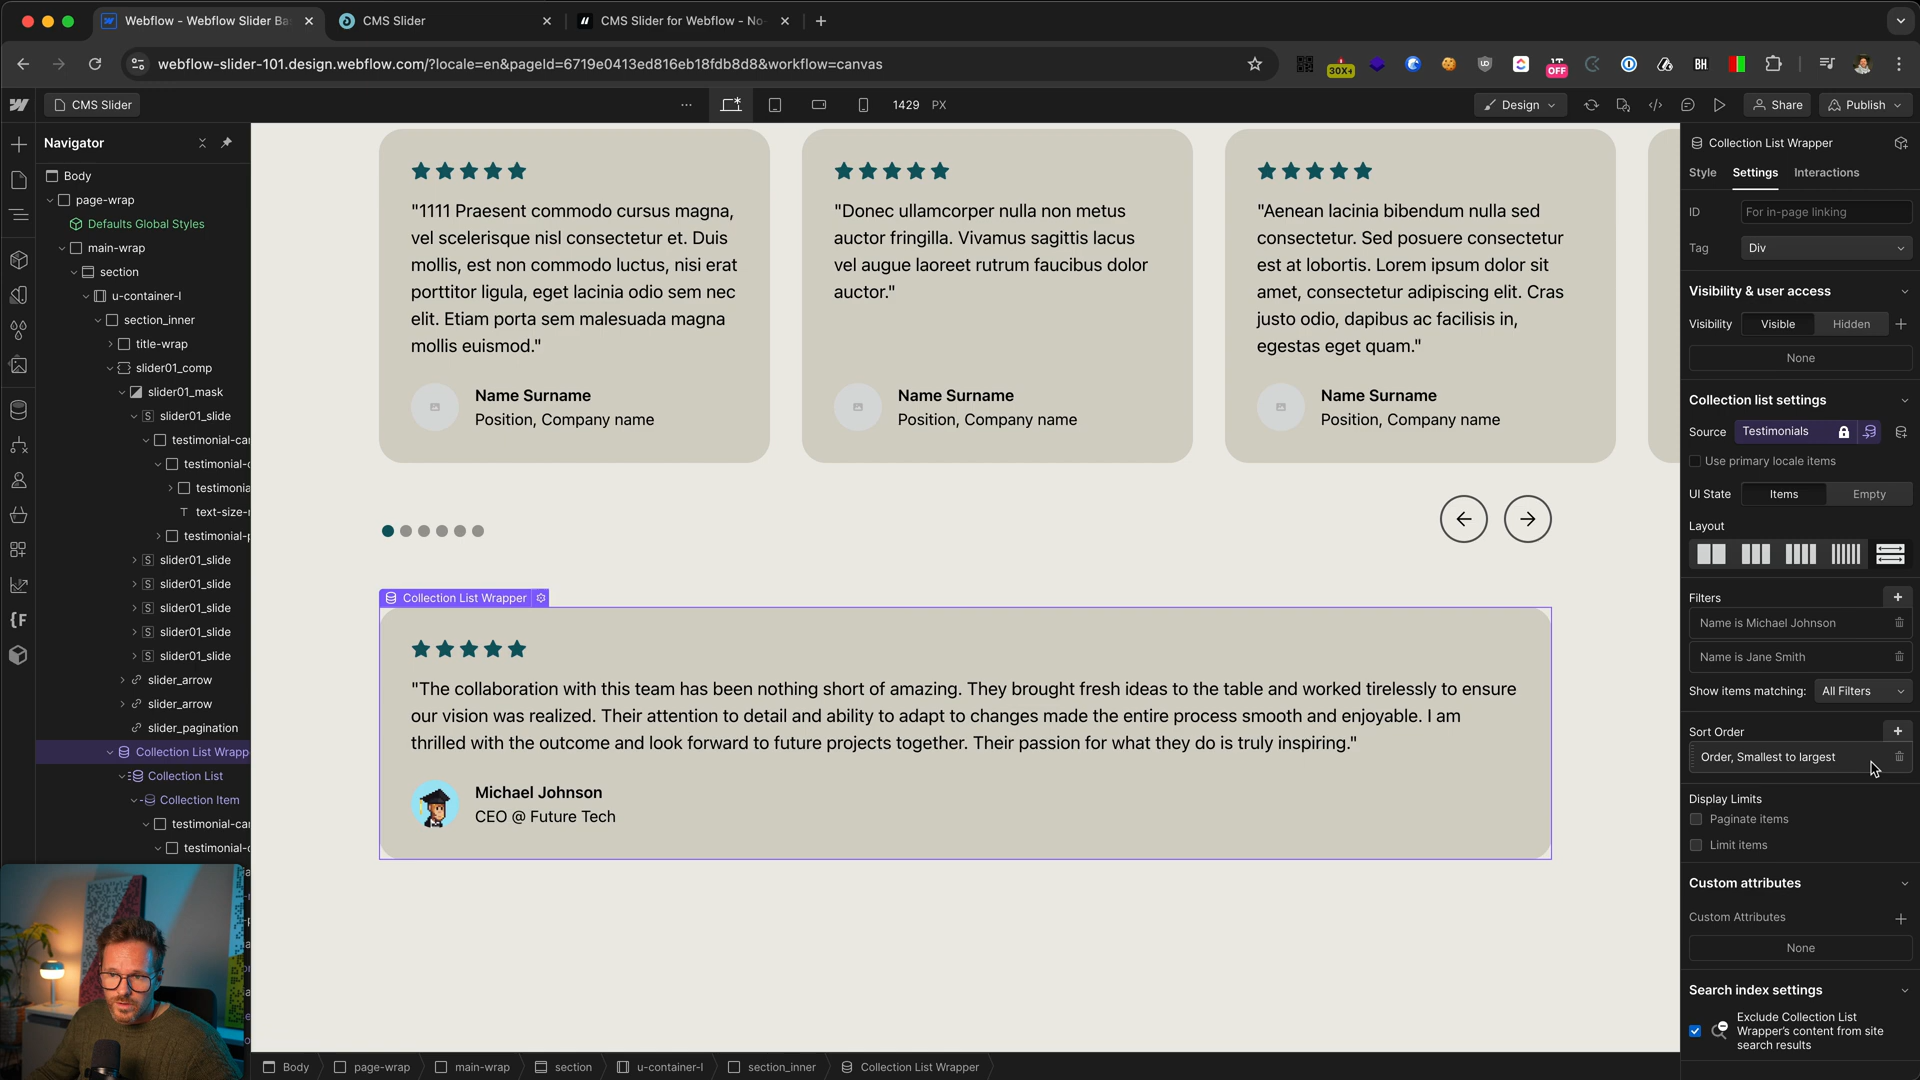 Webflow - Webflow Slider Ba
CMS Slider
CMS Slider for Webflow - No-
webflow-slider-101.design.webflow.com/?locale=en&pageId=6719e0413ed816eb18fdb8d8&workflow=canvas
30X+
OFF
BH
CMS Slider
1429 PX
Design
Share
Publish
Navigator
Body
page-wrap
Defaults Global Styles
main-wrap
section
u-container-l
section_inner
title-wrap
slider01_comp
slider01_mask
slider01_slide
testimonial-car
testimonial-c
testimonia
text-size-r
testimonial-p
slider01_slide
slider01_slide
slider01_slide
slider01_slide
slider01_slide
slider_arrow
slider_arrow
slider_pagination
Collection List Wrapp
Collection List
Collection Item
testimonial-car
testimonial-c
"1111 Praesent commodo cursus magna,
vel scelerisque nisl consectetur et. Duis
mollis, est non commodo luctus, nisi erat
porttitor ligula, eget lacinia odio sem nec
elit. Etiam porta sem malesuada magna
mollis euismod."
Name Surname
Position, Company name
"Donec ullamcorper nulla non metus
auctor fringilla. Vivamus sagittis lacus
vel augue laoreet rutrum faucibus dolor
auctor."
Name Surname
Position, Company name
"Aenean lacinia bibendum nulla sed
consectetur. Sed posuere consectetur
est at lobortis. Lorem ipsum dolor sit
amet, consectetur adipiscing elit. Cras
justo odio, dapibus ac facilisis in,
egestas eget quam."
Name Surname
Position, Company name
Collection List Wrapper
"The collaboration with this team has been nothing short of amazing. They brought fresh ideas to the table and worked tirelessly to ensure
our vision was realized. Their attention to detail and ability to adapt to changes made the entire process smooth and enjoyable. I am
thrilled with the outcome and look forward to future projects together. Their passion for what they do is truly inspiring."
Michael Johnson
CEO @ Future Tech
Collection List Wrapper
Style
Settings
Interactions
ID
For in-page linking
Tag
Div
Visibility & user access
Visibility
Visible
Hidden
None
Collection list settings
Source
Testimonials
Use primary locale items
UI State
Items
Empty
Layout
Filters
Name is Michael Johnson
Name is Jane Smith
Show items matching:
All Filters
Sort Order
Order, Smallest to largest
Display Limits
Paginate items
Limit items
Custom attributes
Custom Attributes
None
Search index settings
Exclude Collection List
Wrapper's content from site
search results
Body
page-wrap
main-wrap
section
u-container-l
section_inner
Collection List Wrapper